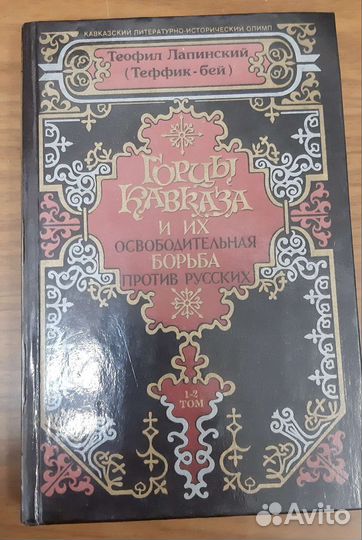 КАВКАЗСКИЙ ЛИТЕРАТУРНО-ИСТОРИЧЕСКИЙ ОЛИМП
Теофил Лапинский
(Теффик-бей)
ГОРЦЫ
КАВКАЗА
И ИХ
ОСВОБОДИТЕЛЬНАЯ
БОРЬБА
ПРОТИВ РУССКИХ
1-2
ТОМ
Avito